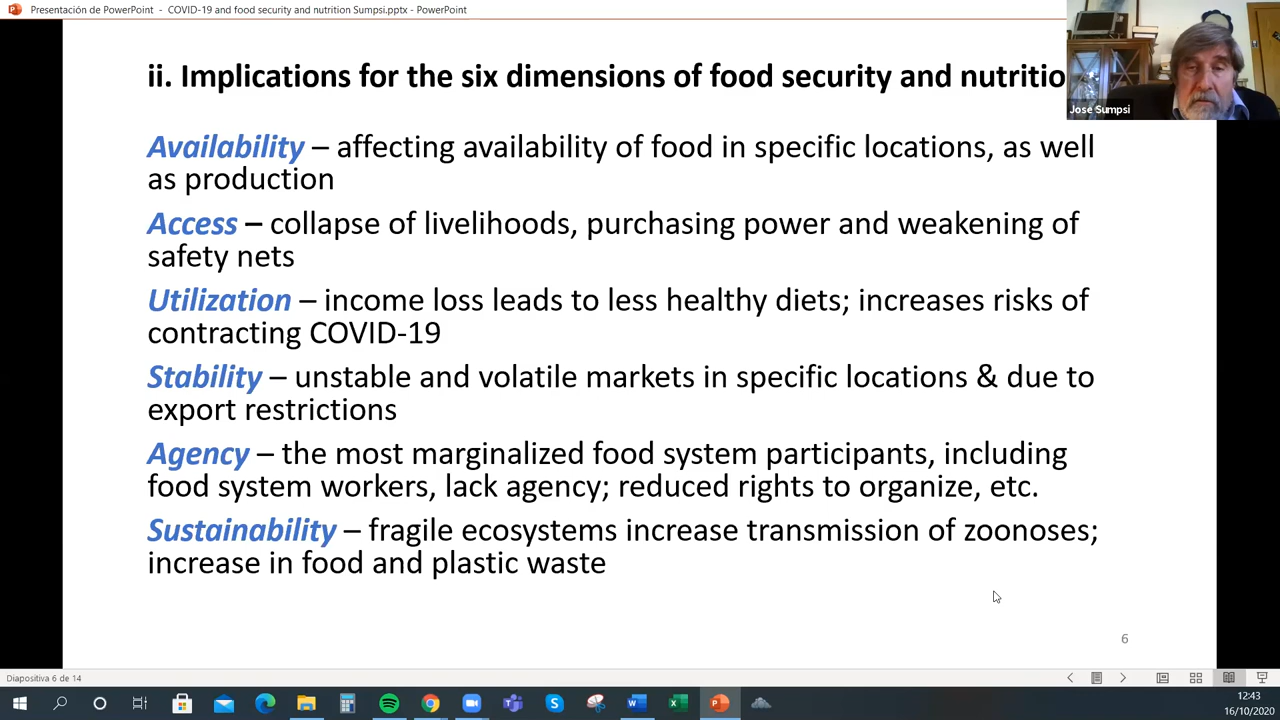 Presentación de PowerPoint - COVID-19 and food security and nutrition Sumpsi.pptx - PowerPoint
ii. Implications for the six dimensions of food security and nutritio
Jose Sumpsi
Availability – affecting availability of food in specific locations, as well
as production
Access – collapse of livelihoods, purchasing power and weakening of
safety nets
Utilization – income loss leads to less healthy diets; increases risks of
contracting COVID-19
Stability – unstable and volatile markets in specific locations & due to
export restrictions
Agency – the most marginalized food system participants, including
food system workers, lack agency; reduced rights to organize, etc.
Sustainability – fragile ecosystems increase transmission of zoonoses;
increase in food and plastic waste
6
Diapositiva 6 de 14
12:43
16/10/2020